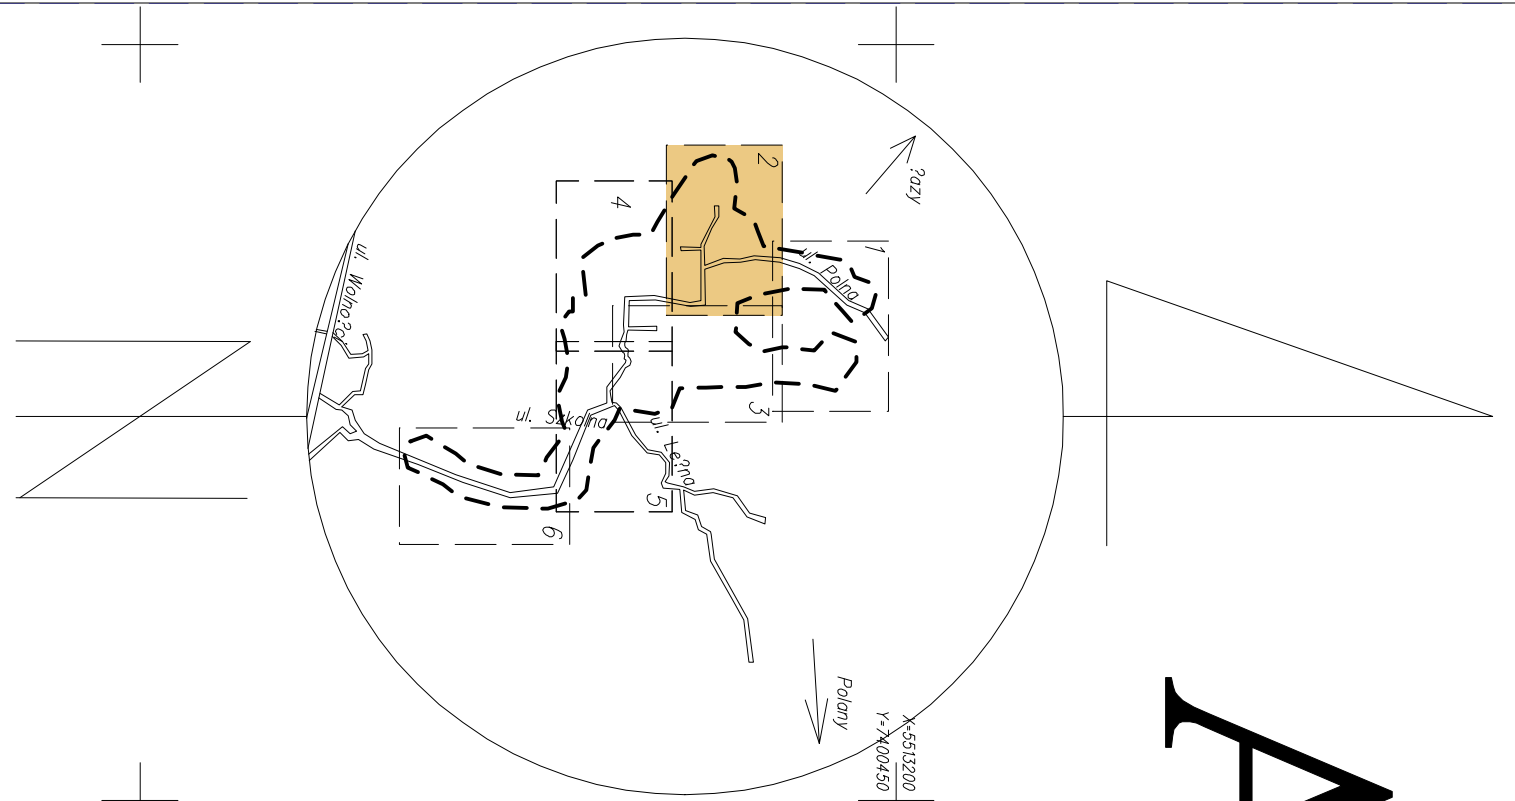 ?azy
2
1
4
ul. Polna
ul. Wolno?ci
3
ul. Szkolna
ul. Le?na
5
6
Polany
X=5513200
Y=7400450
A